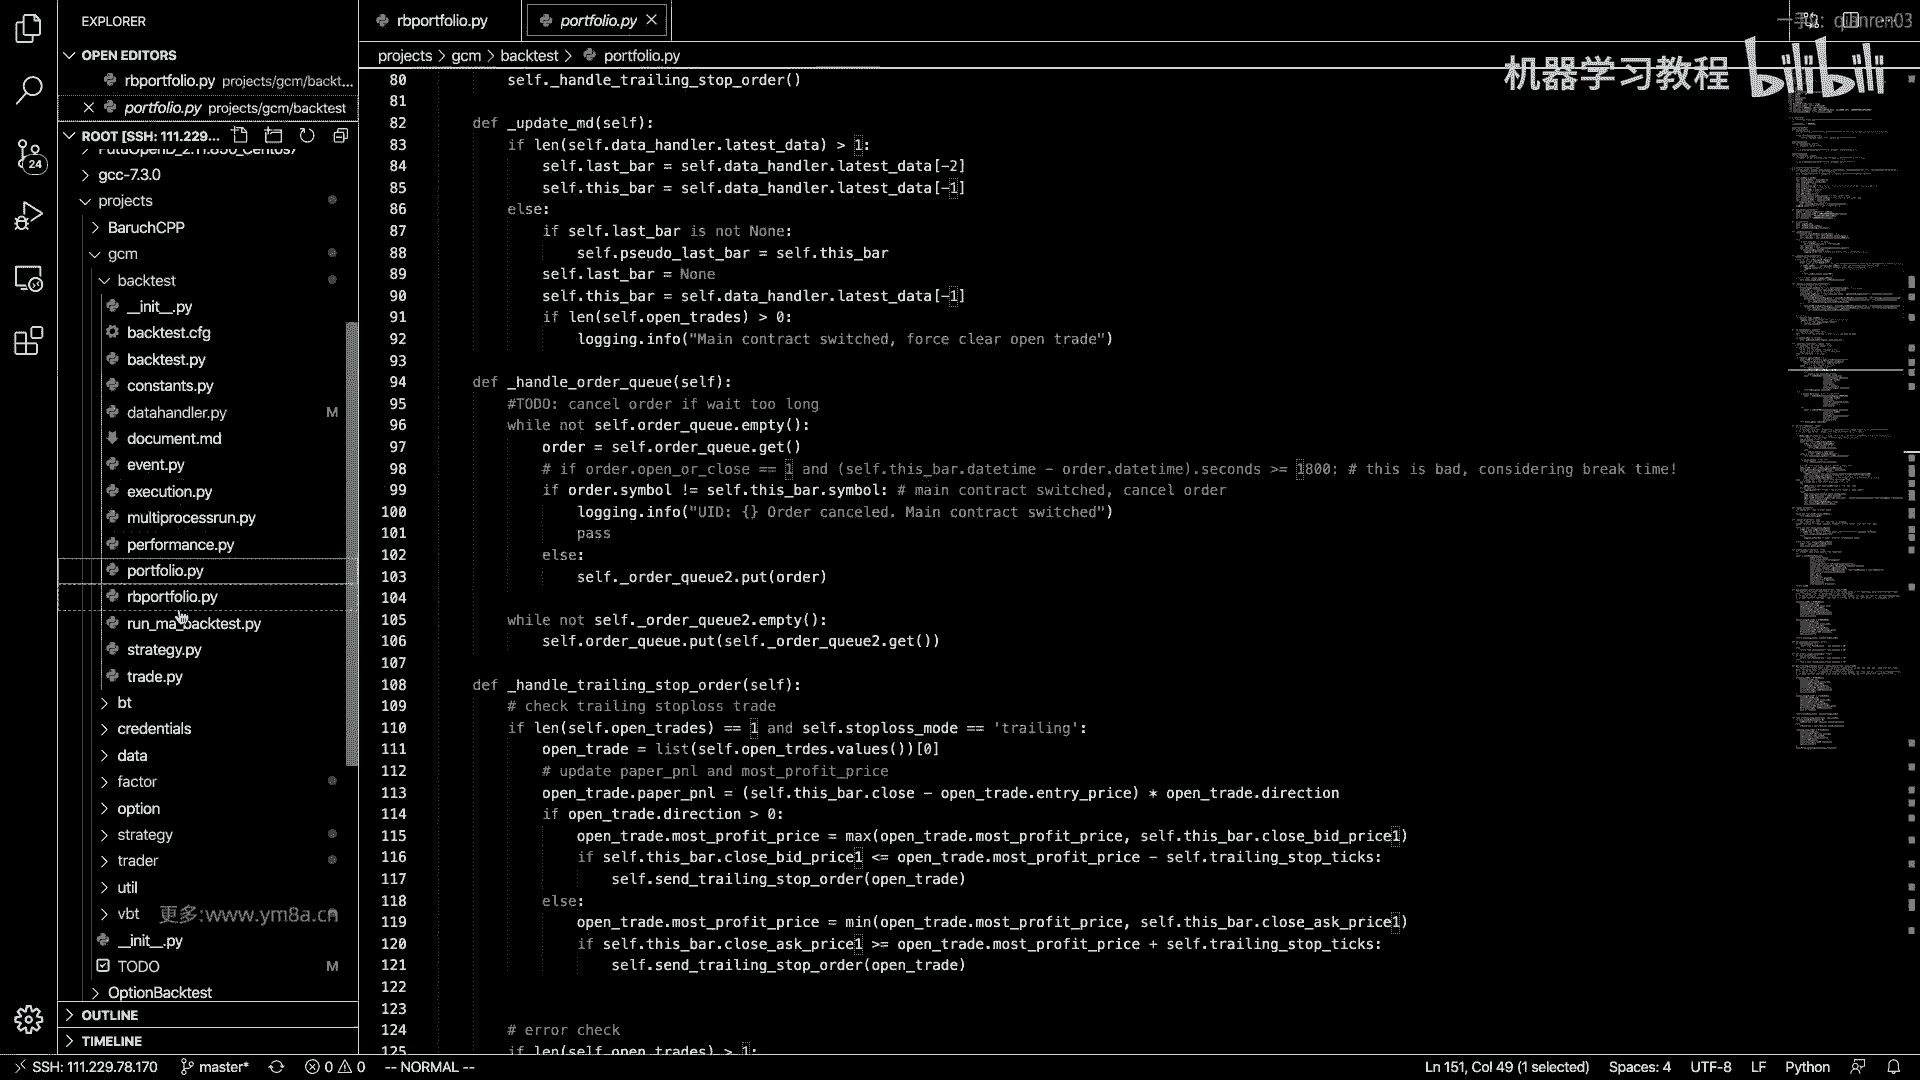 EXPLORER
OPEN EDITORS
rbportfolio.py projects/gcm/backt...
portfolio.py projects/gcm/backtest
ROOT [SSH: 111.229....
FutuOpenD_2.11.850_Centos7
gcc-7.3.0
projects
BaruchCPP
gcm
backtest
__init__.py
backtest.cfg
backtest.py
constants.py
datahandler.py M
document.md
event.py
execution.py
multiprocessrun.py
performance.py
portfolio.py
rbportfolio.py
run_ma_backtest.py
strategy.py
trade.py
bt
credentials
data
factor
option
strategy
trader
util
vbt
更多:www.ym8a.cn
__init__.py
TODO M
OptionBacktest
OUTLINE
TIMELINE
24
rbportfolio.py
portfolio.py
qianren03
projects > gcm > backtest > portfolio.py
机器学习教程 bilibili
80 self._handle_trailing_stop_order()
81
82 def _update_md(self):
83 if len(self.data_handler.latest_data) > 1:
84 self.last_bar = self.data_handler.latest_data[-2]
85 self.this_bar = self.data_handler.latest_data[-1]
86 else:
87 if self.last_bar is not None:
88 self.pseudo_last_bar = self.this_bar
89 self.last_bar = None
90 self.this_bar = self.data_handler.latest_data[-1]
91 if len(self.open_trades) > 0:
92 logging.info("Main contract switched, force clear open trade")
93
94 def _handle_order_queue(self):
95 #TODO: cancel order if wait too long
96 while not self.order_queue.empty():
97 order = self.order_queue.get()
98 # if order.open_or_close == 1 and (self.this_bar.datetime - order.datetime).seconds >= 1800: # this is bad, considering break time!
99 if order.symbol != self.this_bar.symbol: # main contract switched, cancel order
100 logging.info("UID: {} Order canceled. Main contract switched")
101 pass
102 else:
103 self._order_queue2.put(order)
104
105 while not self._order_queue2.empty():
106 self.order_queue.put(self._order_queue2.get())
107
108 def _handle_trailing_stop_order(self):
109 # check trailing stoploss trade
110 if len(self.open_trades) == 1 and self.stoploss_mode == 'trailing':
111 open_trade = list(self.open_trdes.values())[0]
112 # update paper_pnl and most_profit_price
113 open_trade.paper_pnl = (self.this_bar.close - open_trade.entry_price) * open_trade.direction
114 if open_trade.direction > 0:
115 open_trade.most_profit_price = max(open_trade.most_profit_price, self.this_bar.close_bid_price1)
116 if self.this_bar.close_bid_price1 <= open_trade.most_profit_price - self.trailing_stop_ticks:
117 self.send_trailing_stop_order(open_trade)
118 else:
119 open_trade.most_profit_price = min(open_trade.most_profit_price, self.this_bar.close_ask_price1)
120 if self.this_bar.close_ask_price1 >= open_trade.most_profit_price + self.trailing_stop_ticks:
121 self.send_trailing_stop_order(open_trade)
122
123
124 # error check
125 if len(self.open_trades) > 1:
SSH: 111.229.78.170 master* 0 0 -- NORMAL -- Ln 151, Col 49 (1 selected) Spaces: 4 UTF-8 LF Python